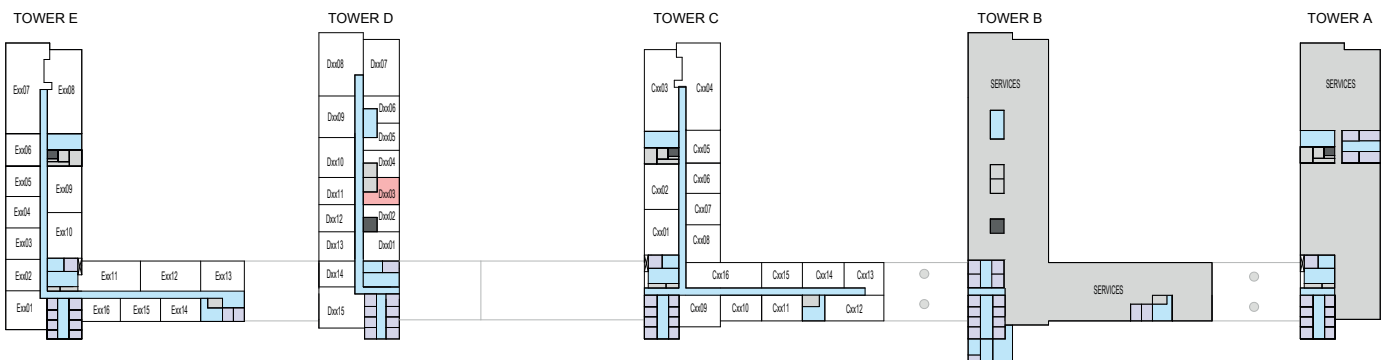 TOWER E
TOWER D
TOWER C
TOWER B
TOWER A
Exx07
Exx08
Exx06
Exx05
Exx09
Exx04
Exx03
Exx10
Exx02
Exx11
Exx12
Exx13
Exx01
Exx16
Exx15
Exx14
Dxx08
Dxx07
Dxx09
Dxx06
Dxx05
Dxx10
Dxx04
Dxx11
Dxx03
Dxx12
Dxx02
Dxx13
Dxx01
Dxx14
Dxx15
Cxx03
Cxx04
Cxx05
Cxx02
Cxx06
Cxx07
Cxx01
Cxx08
Cxx16
Cxx15
Cxx14
Cxx13
Cxx09
Cxx10
Cxx11
Cxx12
SERVICES
SERVICES
SERVICES